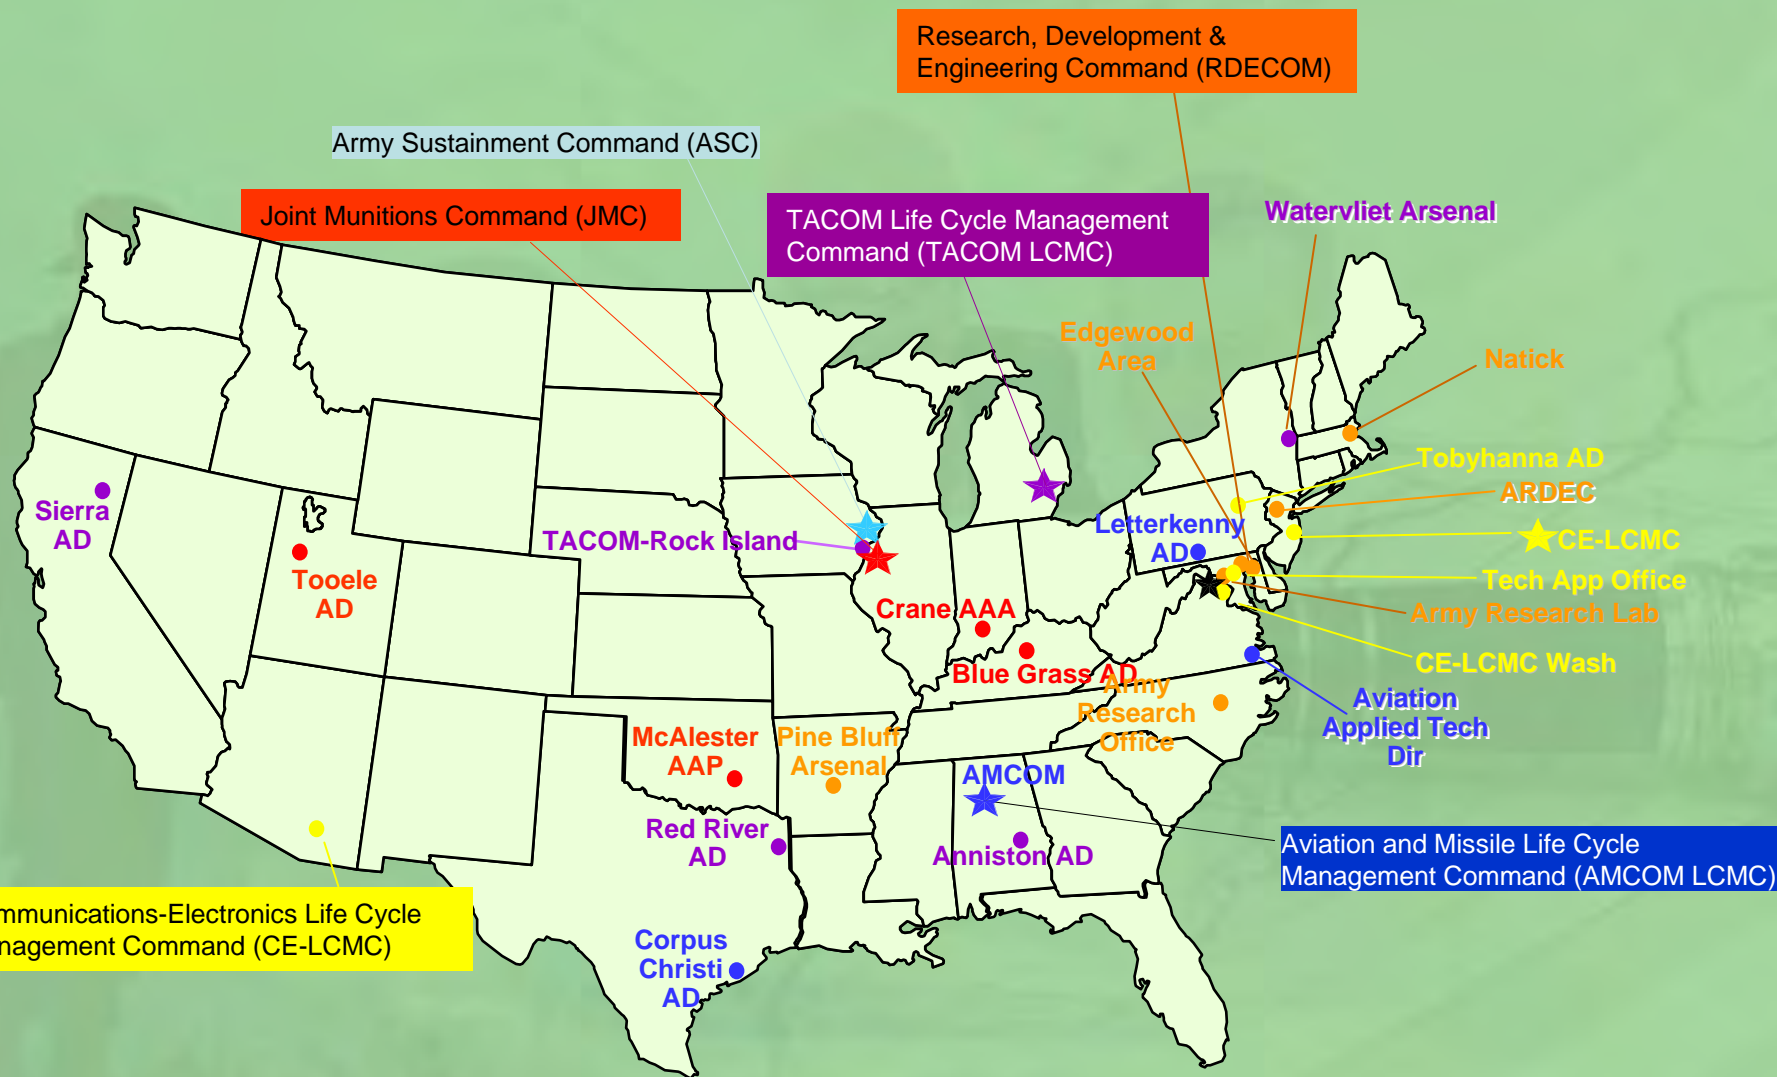 Research, Development &
Engineering Command (RDECOM)
Army Sustainment Command (ASC)
Joint Munitions Command (JMC)
TACOM Life Cycle Management
Command (TACOM LCMC)
Watervliet Arsenal
Edgewood
Area
Natick
Tobyhanna AD
ARDEC
Sierra
AD
Letterkenny
AD
TACOM-Rock Island
CE-LCMC
Tooele
AD
Tech App Office
Crane AAA
Army Research Lab
Blue Grass AD
CE-LCMC Wash
Army
Research
Office
Aviation
Applied Tech
Dir
McAlester
AAP
Pine Bluff
Arsenal
AMCOM
Red River
AD
Anniston AD
Aviation and Missile Life Cycle
Management Command (AMCOM LCMC)
mmunications-Electronics Life Cycle
nagement Command (CE-LCMC)
Corpus
Christi
AD